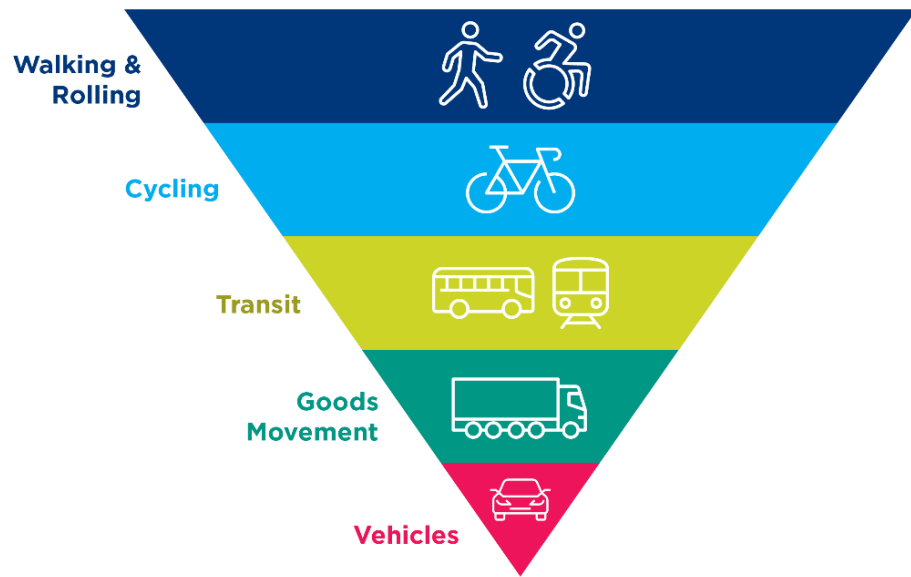 Walking &
Rolling
Cycling
Transit
Goods
Movement
Vehicles